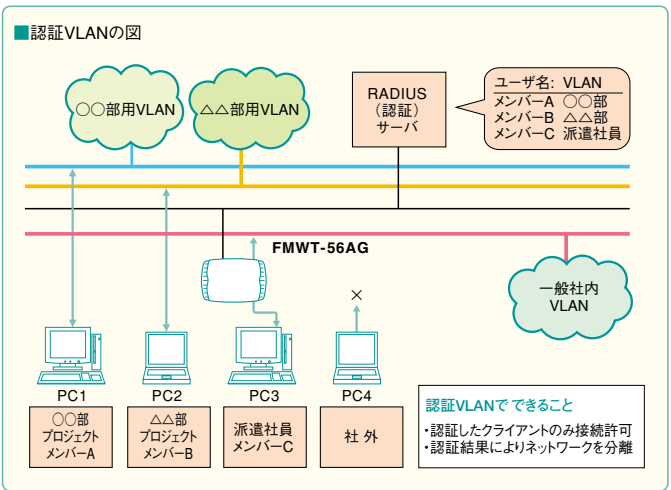 ■認証VLANの図
○○部用VLAN
△△部用VLAN
RADIUS
（認証）
サーバ
ユーザ名: VLAN
メンバーA ○○部
メンバーB △△部
メンバーC 派遣社員
FMWT-56AG
一般社内
VLAN
×
PC1
PC2
PC3
PC4
○○部
プロジェクト
メンバーA
△△部
プロジェクト
メンバーB
派遣社員
メンバーC
社 外
認証VLANで できること
・認証したクライアントのみ接続許可
・認証結果によりネットワークを分離